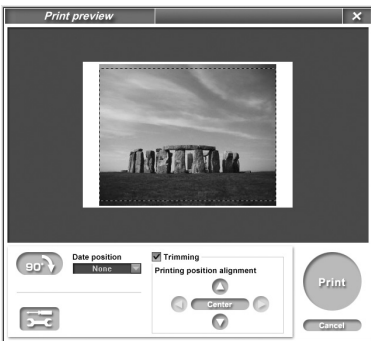 Print preview
90°
Date position
None
Trimming
Printing position alignment
Center
Print
Cancel